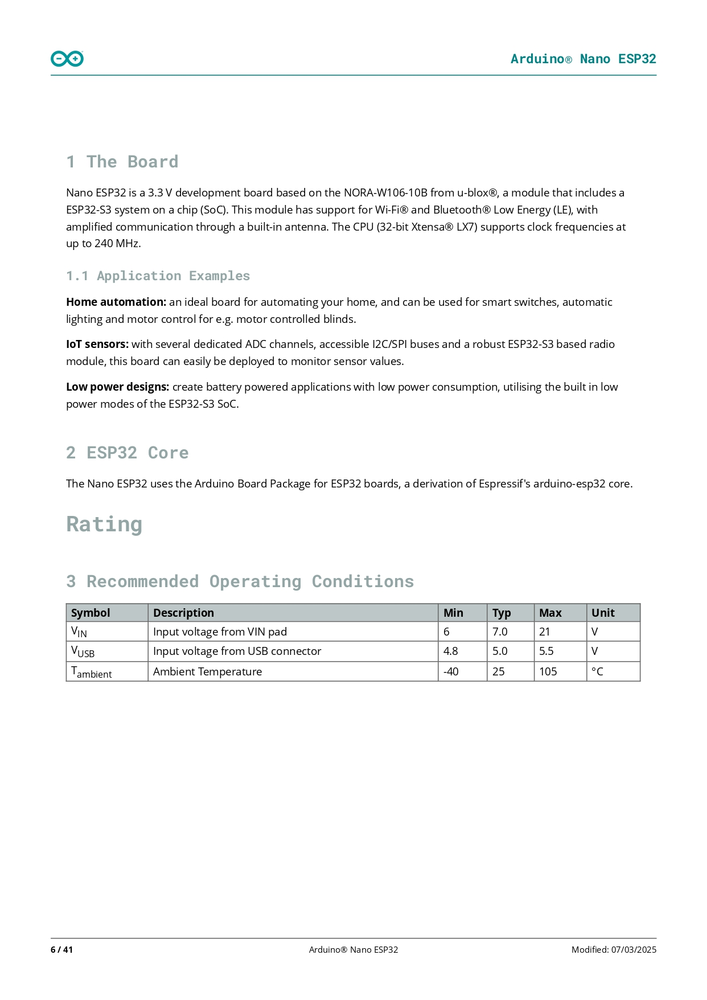 Arduino® Nano ESP32
1 The Board
Nano ESP32 is a 3.3 V development board based on the NORA-W106-10B from u-blox®, a module that includes a
ESP32-S3 system on a chip (SoC). This module has support for Wi-Fi® and Bluetooth® Low Energy (LE), with
amplified communication through a built-in antenna. The CPU (32-bit Xtensa® LX7) supports clock frequencies at
up to 240 MHz.
1.1 Application Examples
Home automation: an ideal board for automating your home, and can be used for smart switches, automatic
lighting and motor control for e.g. motor controlled blinds.
IoT sensors: with several dedicated ADC channels, accessible I2C/SPI buses and a robust ESP32-S3 based radio
module, this board can easily be deployed to monitor sensor values.
Low power designs: create battery powered applications with low power consumption, utilising the built in low
power modes of the ESP32-S3 SoC.
2 ESP32 Core
The Nano ESP32 uses the Arduino Board Package for ESP32 boards, a derivation of Espressif's arduino-esp32 core.
Rating
3 Recommended Operating Conditions
Symbol Description Min Typ Max Unit
VIN Input voltage from VIN pad 6 7.0 21 V
VUSB Input voltage from USB connector 4.8 5.0 5.5 V
Tambient Ambient Temperature -40 25 105 °C
6 / 41 Arduino® Nano ESP32 Modified: 07/03/2025